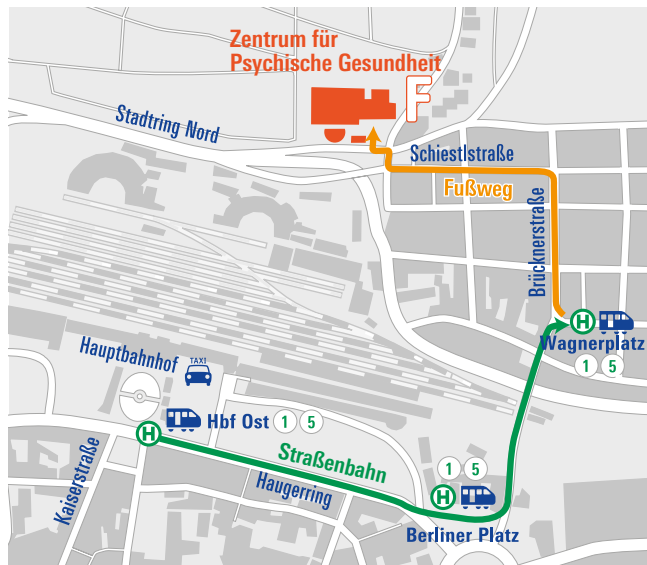 Zentrum für
Psychische Gesundheit
F
Stadtring Nord
Schiestlstraße
Fußweg
Brücknerstraße
H
Wagnerplatz
1 5
Hauptbahnhof
TAXI
H
Hbf Ost 1 5
Straßenbahn
Haugerring
Kaiserstraße
1 5
H
Berliner Platz